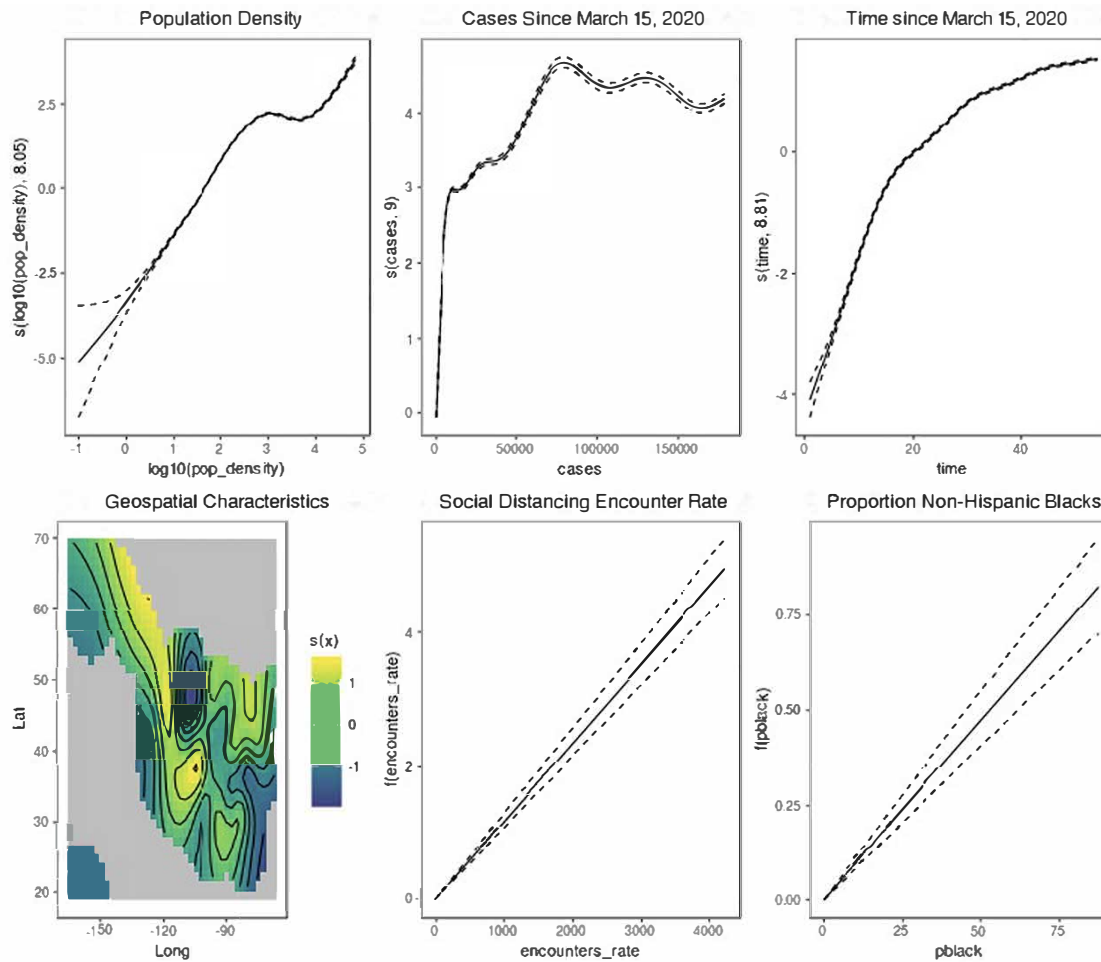 Population Density
s(log10(pop_density), 8.05)
2.5
0.0
-2.5
-5.0
-1 0 1 2 3 4 5
log10(pop_density)
Cases Since March 15, 2020
s(cases, 9)
4
3
2
1
0
0 50000 100000 150000
cases
Time since March 15, 2020
s(time, 8.81)
0
-2
-4
0 20 40
time
Geospatial Characteristics
Lat
70
60
50
40
30
20
-150 -120 -90
Long
s(x)
1
0
-1
Social Distancing Encounter Rate
f(encounters_rate)
4
2
0
0 1000 2000 3000 4000
encounters_rate
Proportion Non-Hispanic Blacks
f(pblack)
0.75
0.50
0.25
0.00
0 25 50 75
pblack